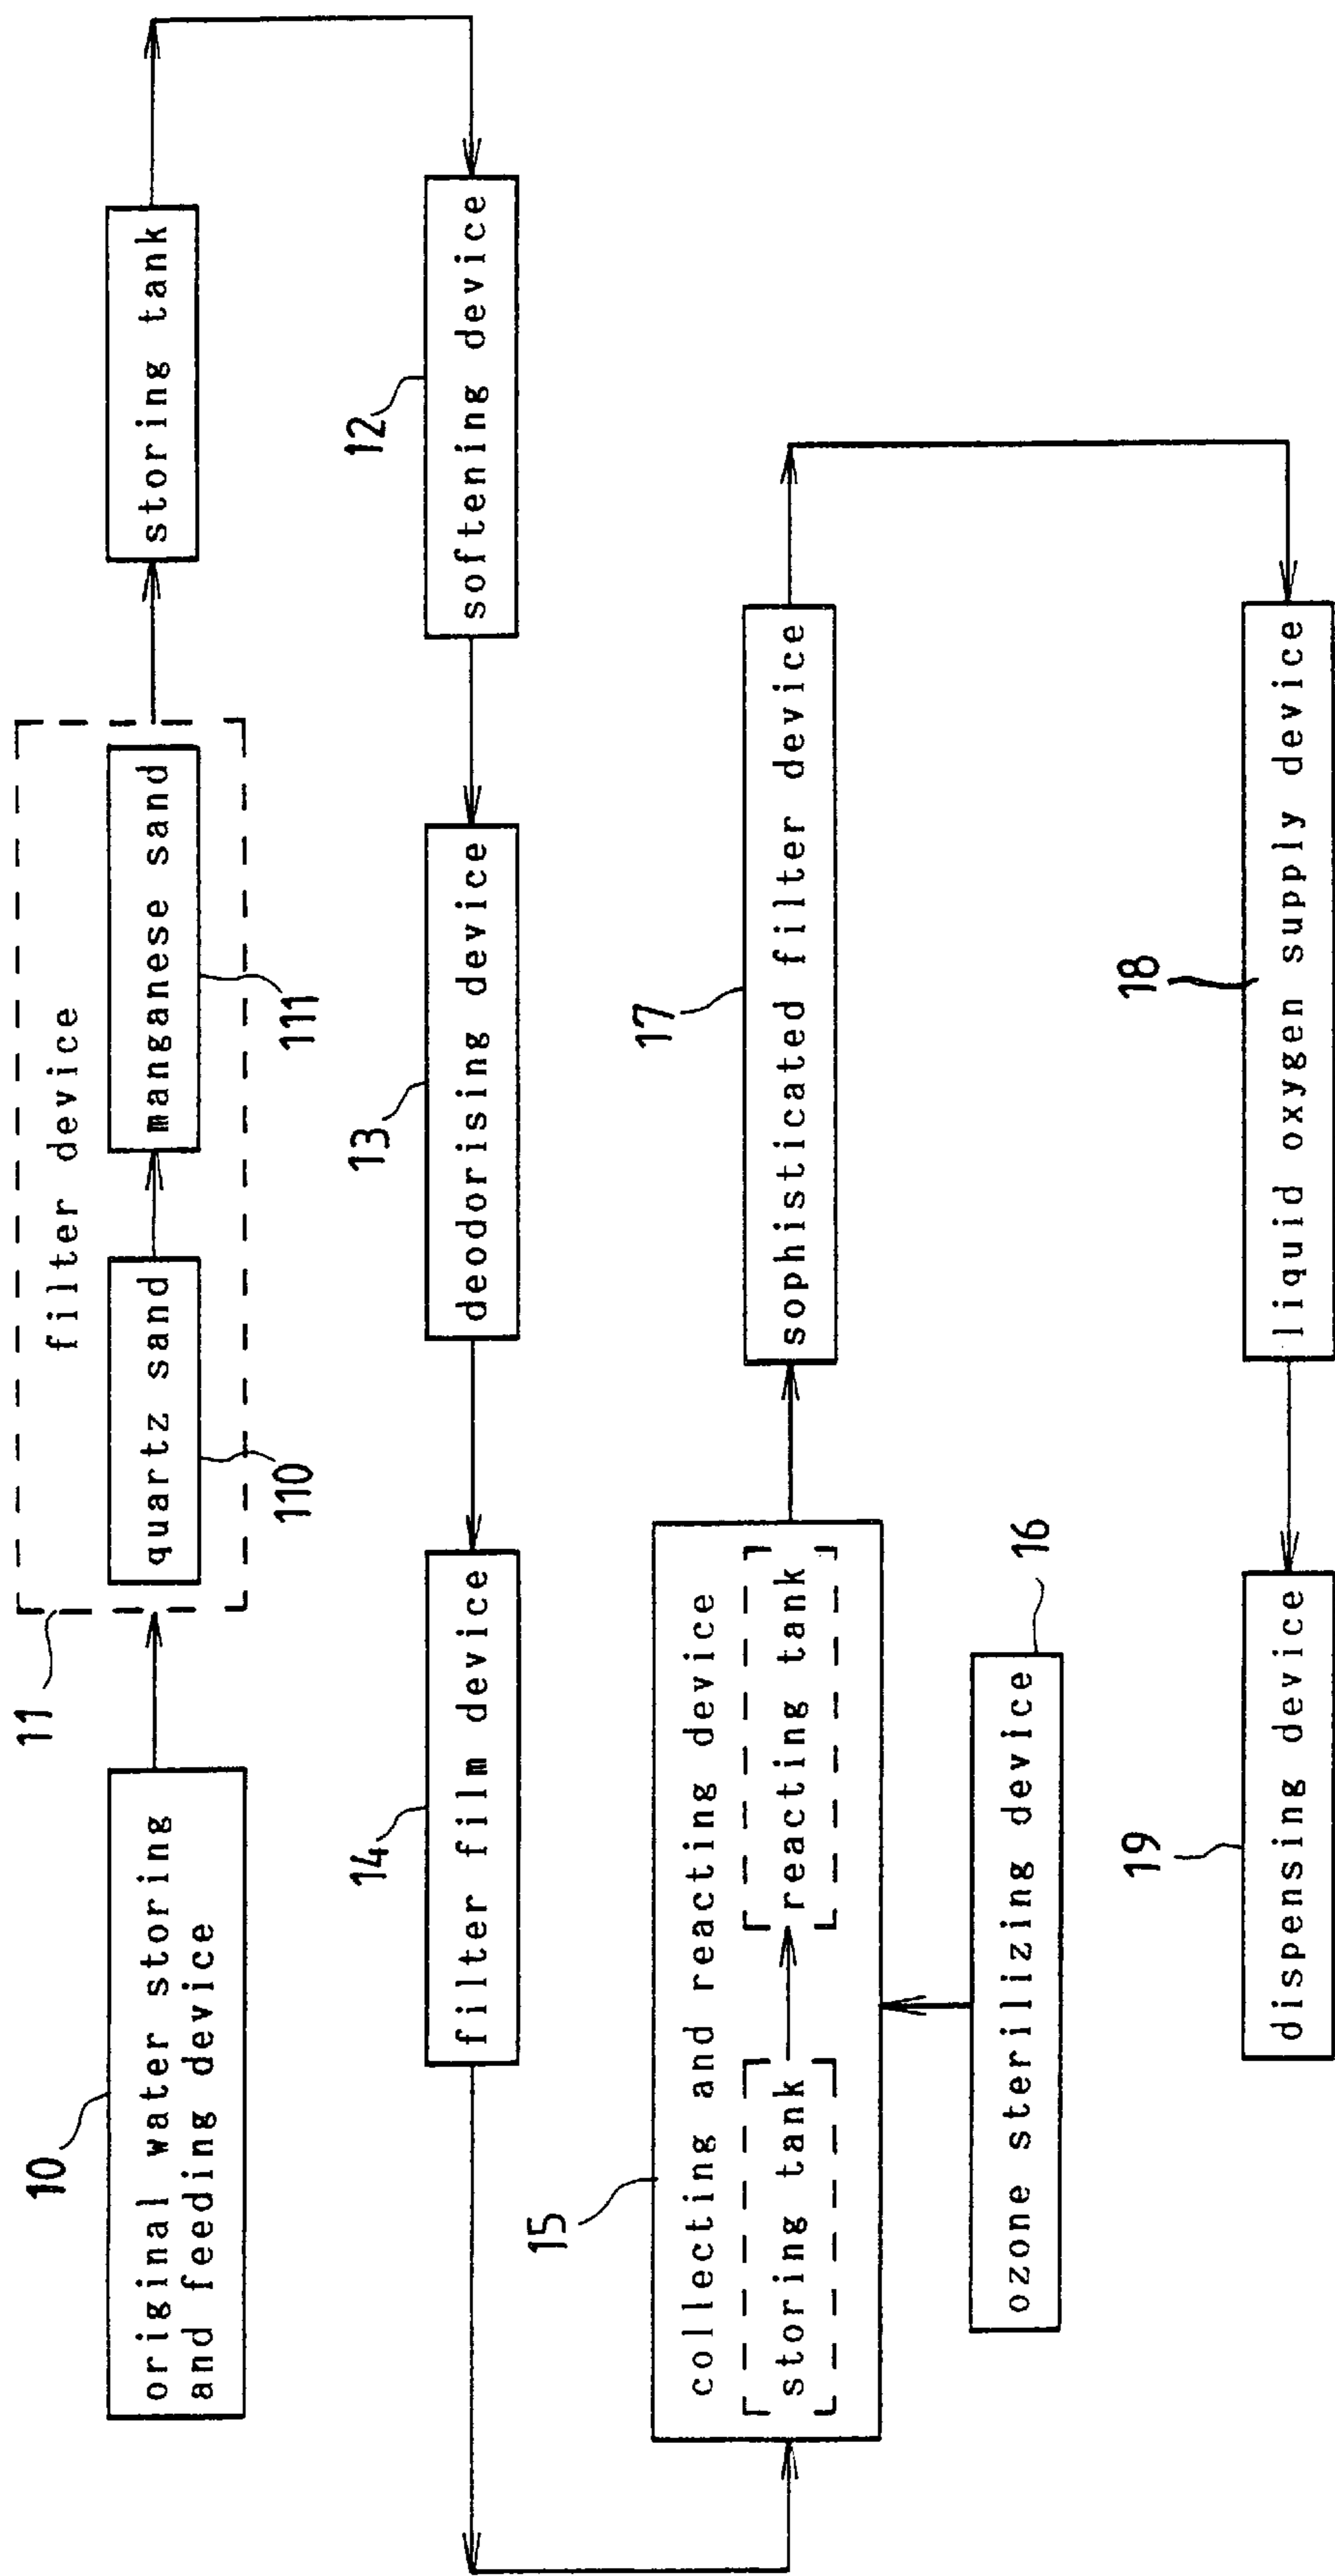 10
original water storing
and feeding device
11
filter device
quartz sand
110
manganese sand
111
storing tank
12
softening device
13
deodorising device
14
filter film device
15
collecting and reacting device
storing tank
reacting tank
16
ozone sterilizing device
17
sophisticated filter device
18
liquid oxygen supply device
19
dispensing device